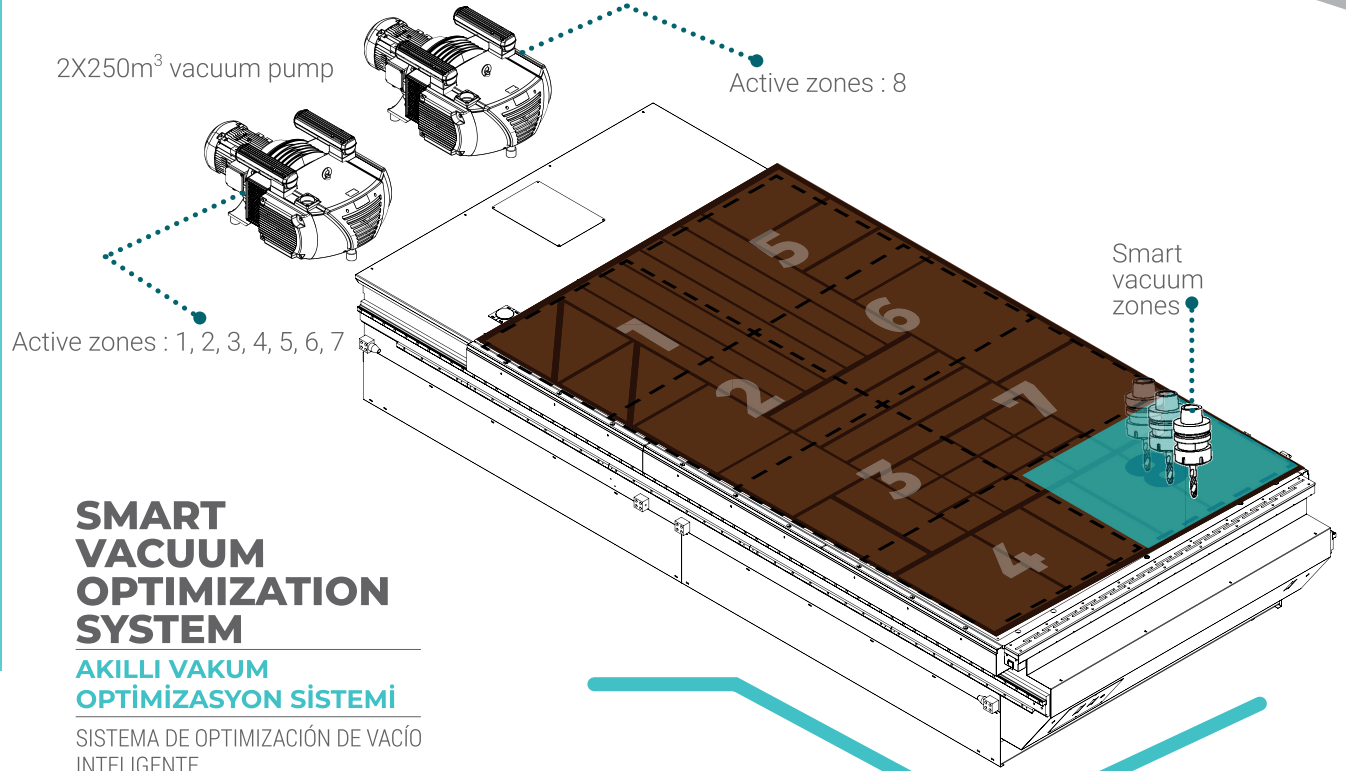 2X250m³ vacuum pump
Active zones : 8
Active zones : 1, 2, 3, 4, 5, 6, 7
Smart
vacuum
zones
5
1
6
2
7
3
4
SMART
VACUUM
OPTIMIZATION
SYSTEM
AKILLI VAKUM
OPTİMİZASYON SİSTEMİ
SISTEMA DE OPTIMIZACIÓN DE VACÍO
INTELIGENTE